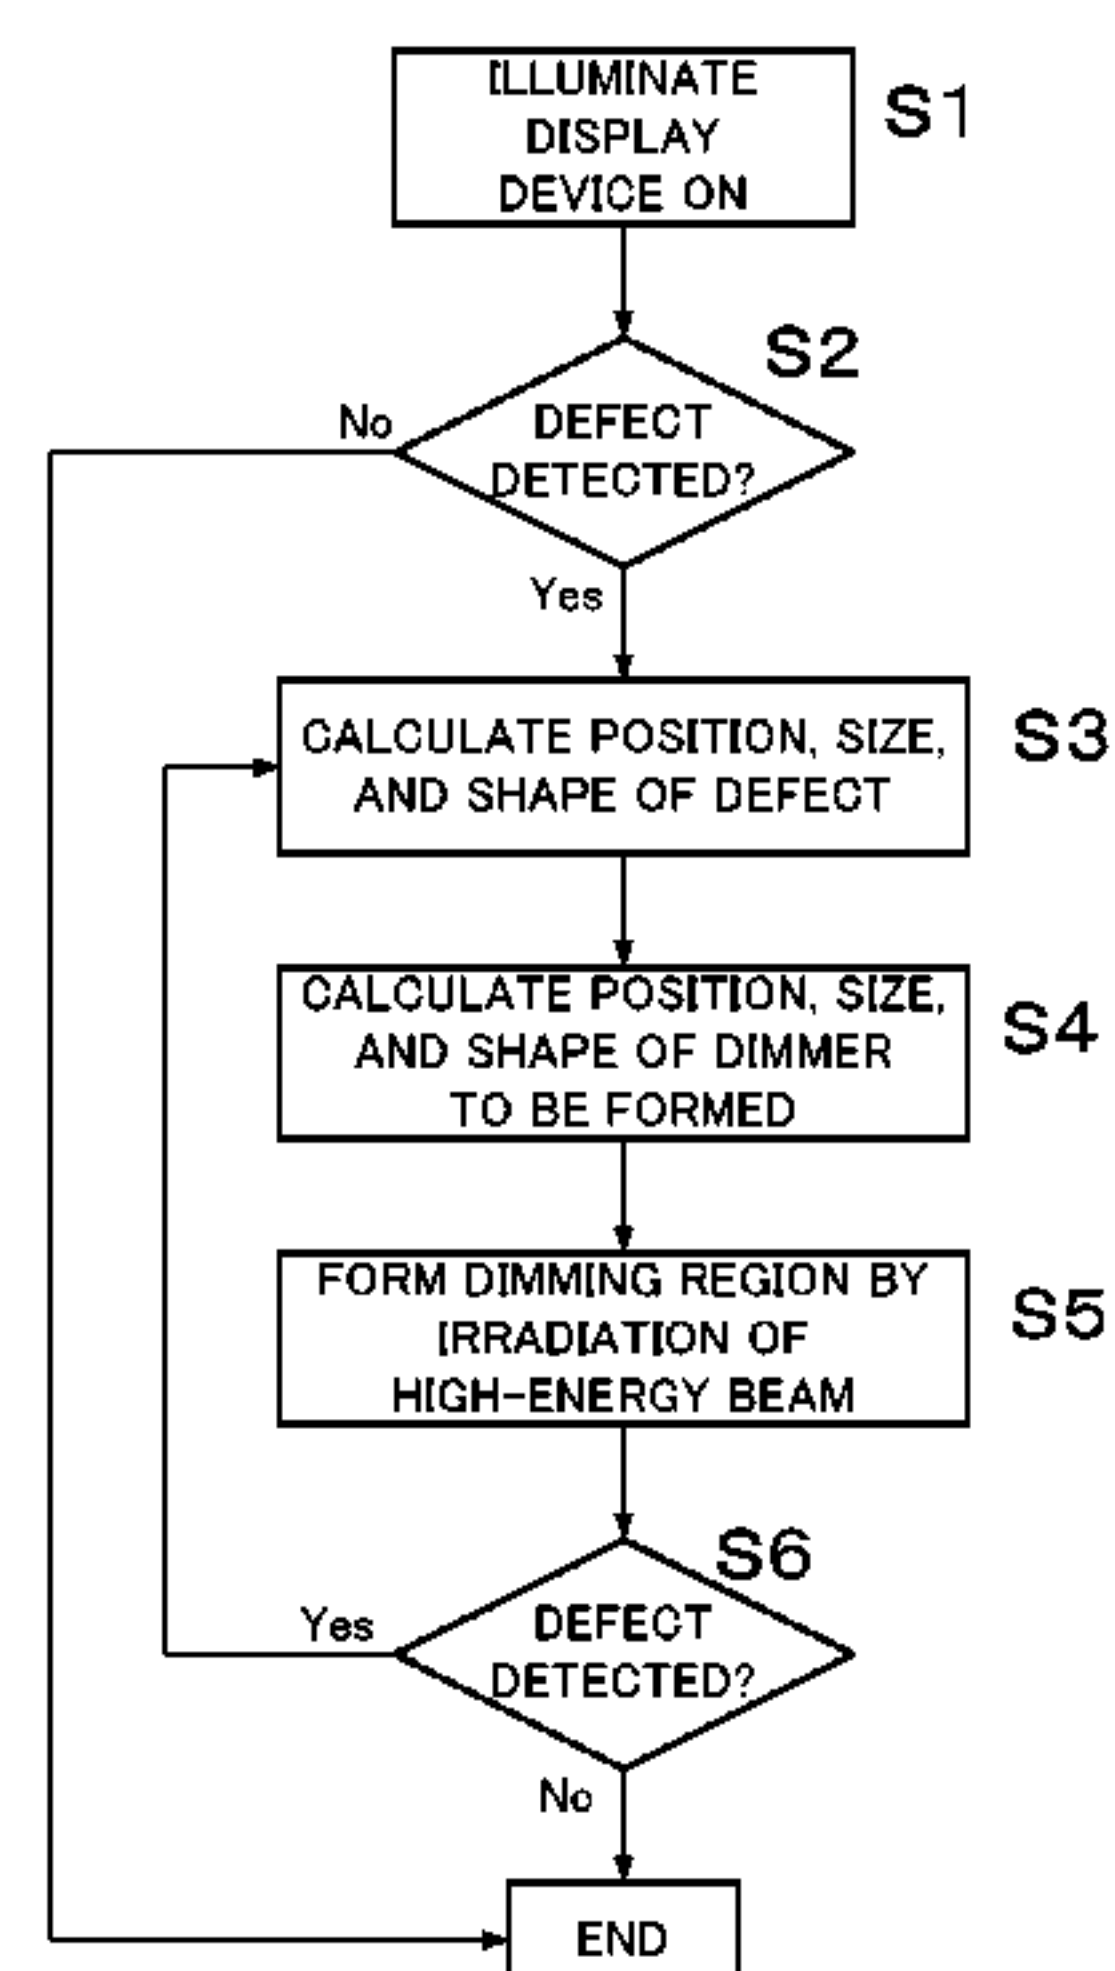 ILLUMINATE
DISPLAY
DEVICE ON
S1
S2
No
DEFECT
DETECTED?
Yes
CALCULATE POSITION, SIZE,
AND SHAPE OF DEFECT
S3
CALCULATE POSITION, SIZE,
AND SHAPE OF DIMMER
TO BE FORMED
S4
FORM DIMMING REGION BY
IRRADIATION OF
HIGH-ENERGY BEAM
S5
S6
Yes
DEFECT
DETECTED?
No
END